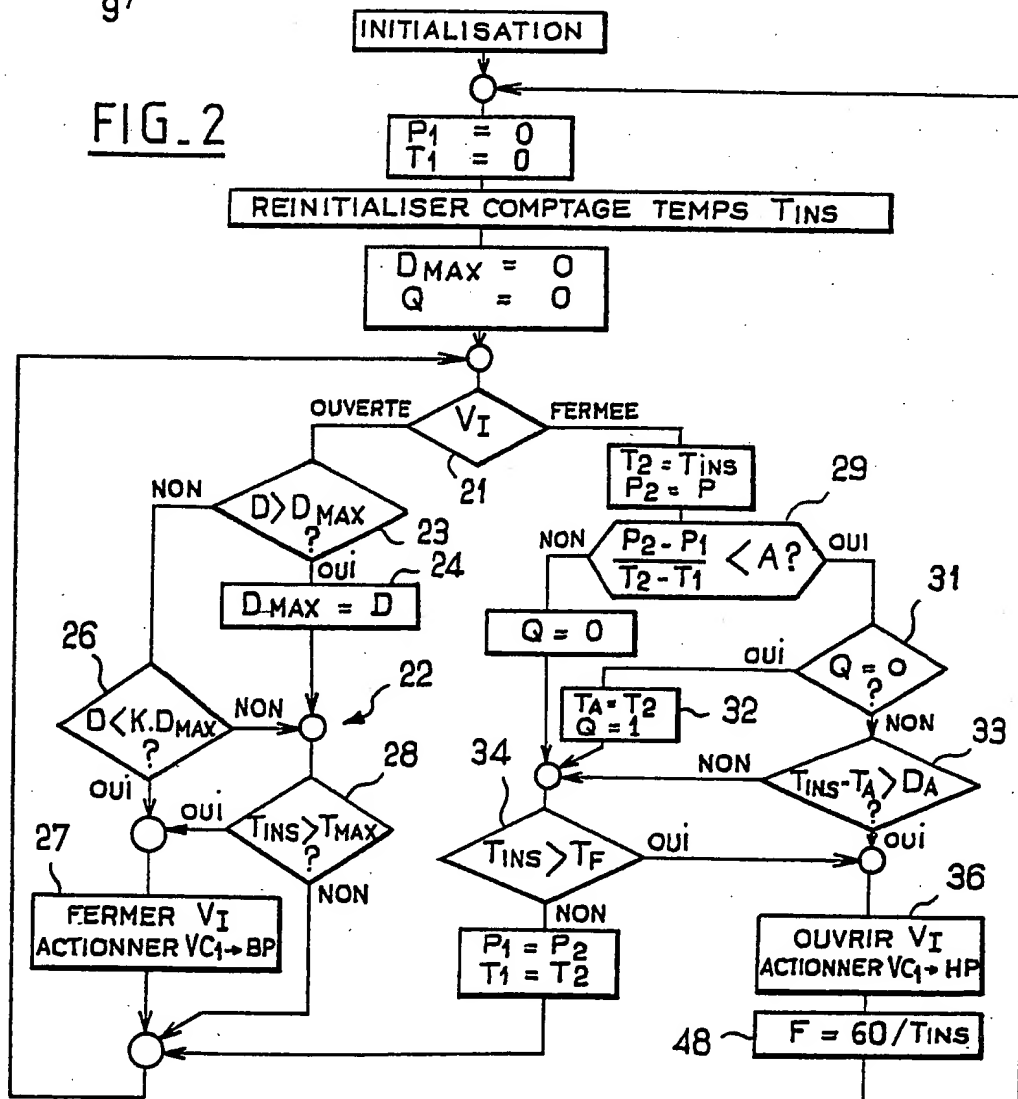 g7
INITIALISATION
FIG_2
P1 = 0
T1 = 0
REINITIALISER COMPTAGE TEMPS TINS
DMAX = 0
Q = 0
OUVERTE
VI
FERMEE
21
T2 = Tins
P2 = P
29
NON
D > DMAX
?
23
OUI
24
DMAX = D
NON
P2 - P1
T2 - T1
< A?
OUI
31
Q = 0
OUI
Q = 0
?
NON
26
D < K.DMAX
?
NON
22
OUI
TA = T2
Q = 1
32
33
NON
TINS-TA > DA
?
OUI
28
OUI
TINS > TMAX
?
NON
34
TINS > TF
OUI
NON
27
FERMER VI
ACTIONNER VC1→BP
P1 = P2
T1 = T2
36
OUVRIR VI
ACTIONNER VC1→HP
48
F = 60/TINS